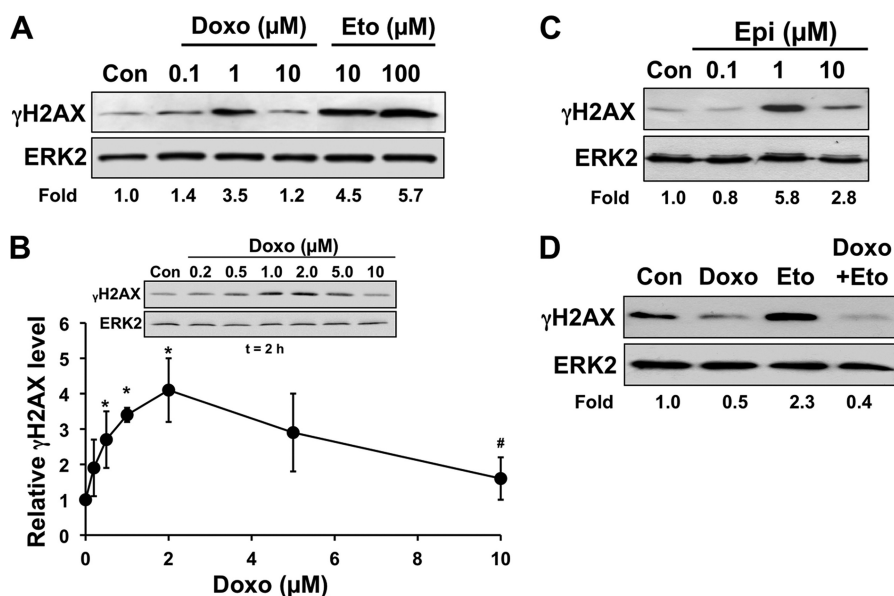 A
Doxo (µM) Eto (µM)
Con 0.1 1 10 10 100
γH2AX
ERK2
Fold 1.0 1.4 3.5 1.2 4.5 5.7
B
Doxo (µM)
Con 0.2 0.5 1.0 2.0 5.0 10
γH2AX
ERK2
t = 2 h
Relative γH2AX level
6
5
4
3
2
1
0
* * *
#
0 2 4 6 8 10
Doxo (µM)
C
Epi (µM)
Con 0.1 1 10
γH2AX
ERK2
Fold 1.0 0.8 5.8 2.8
D
Doxo
Con Doxo Eto +Eto
γH2AX
ERK2
Fold 1.0 0.5 2.3 0.4